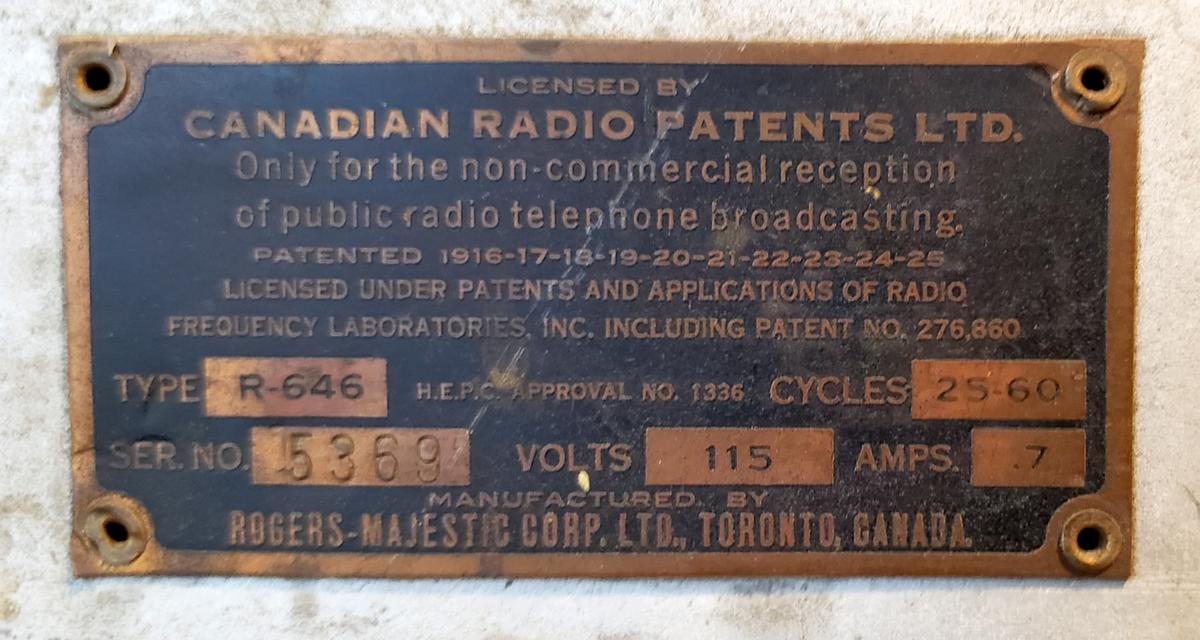 LICENSED BY
CANADIAN RADIO PATENTS LTD.
Only for the non-commercial reception
of public radio telephone broadcasting.
PATENTED 1916-17-18-19-20-21-22-23-24-25
LICENSED UNDER PATENTS AND APPLICATIONS OF RADIO
FREQUENCY LABORATORIES, INC. INCLUDING PATENT NO. 276,860
TYPE R-646 H.E.P.C. APPROVAL NO. 1336 CYCLES 25-60
SER. NO. 5369 VOLTS 115 AMPS. .7
MANUFACTURED BY
ROGERS-MAJESTIC CORP. LTD., TORONTO, CANADA.